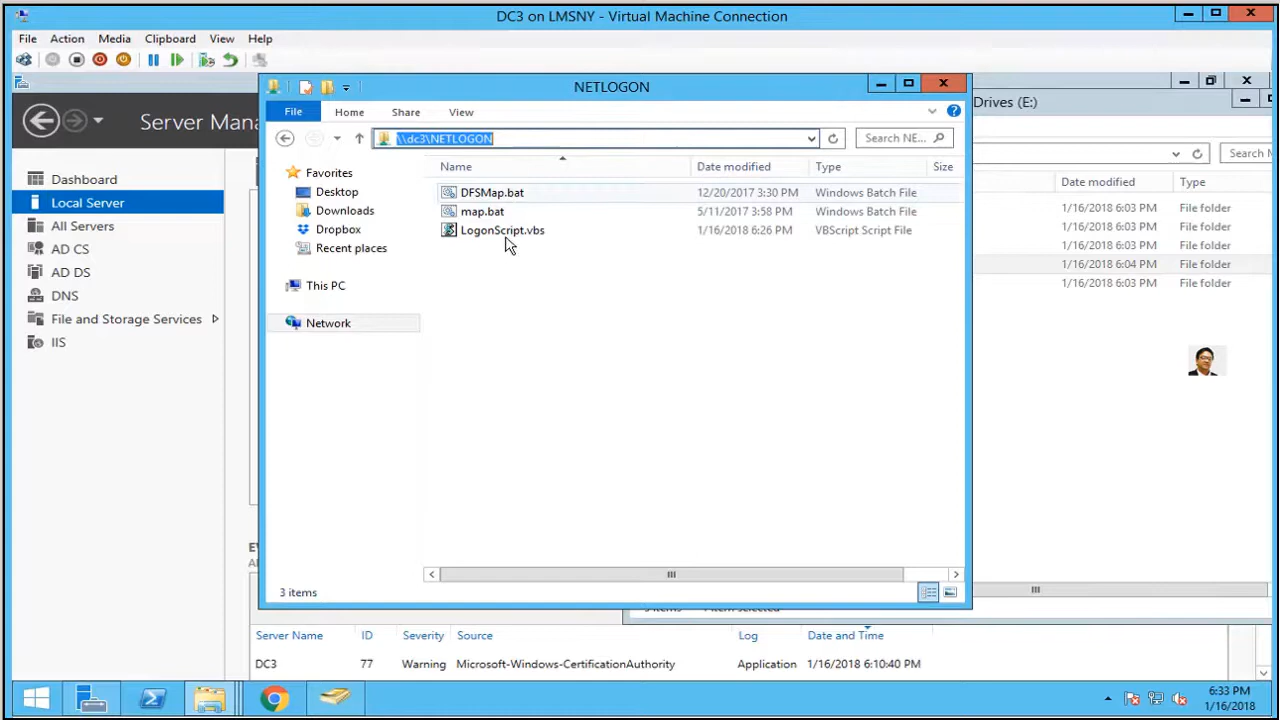 DC3 on LMSNY - Virtual Machine Connection
File Action Media Clipboard View Help
NETLOGON
Drives (E:)
Server Mana
File Home Share View
\\dc3\NETLOGON
Search NE...
Search
Name Date modified Type Size
Date modified Type
Dashboard
Local Server
All Servers
AD CS
AD DS
DNS
File and Storage Services
IIS
Favorites
Desktop
Downloads
Dropbox
Recent places
This PC
Network
DFSMap.bat 12/20/2017 3:30 PM Windows Batch File
map.bat 5/11/2017 3:58 PM Windows Batch File
LogonScript.vbs 1/16/2018 6:26 PM VBScript Script File
1/16/2018 6:03 PM File folder
1/16/2018 6:03 PM File folder
1/16/2018 6:03 PM File folder
1/16/2018 6:04 PM File folder
1/16/2018 6:03 PM File folder
3 items
Server Name ID Severity Source Log Date and Time
DC3 77 Warning Microsoft-Windows-CertificationAuthority Application 1/16/2018 6:10:40 PM
6:33 PM
1/16/2018